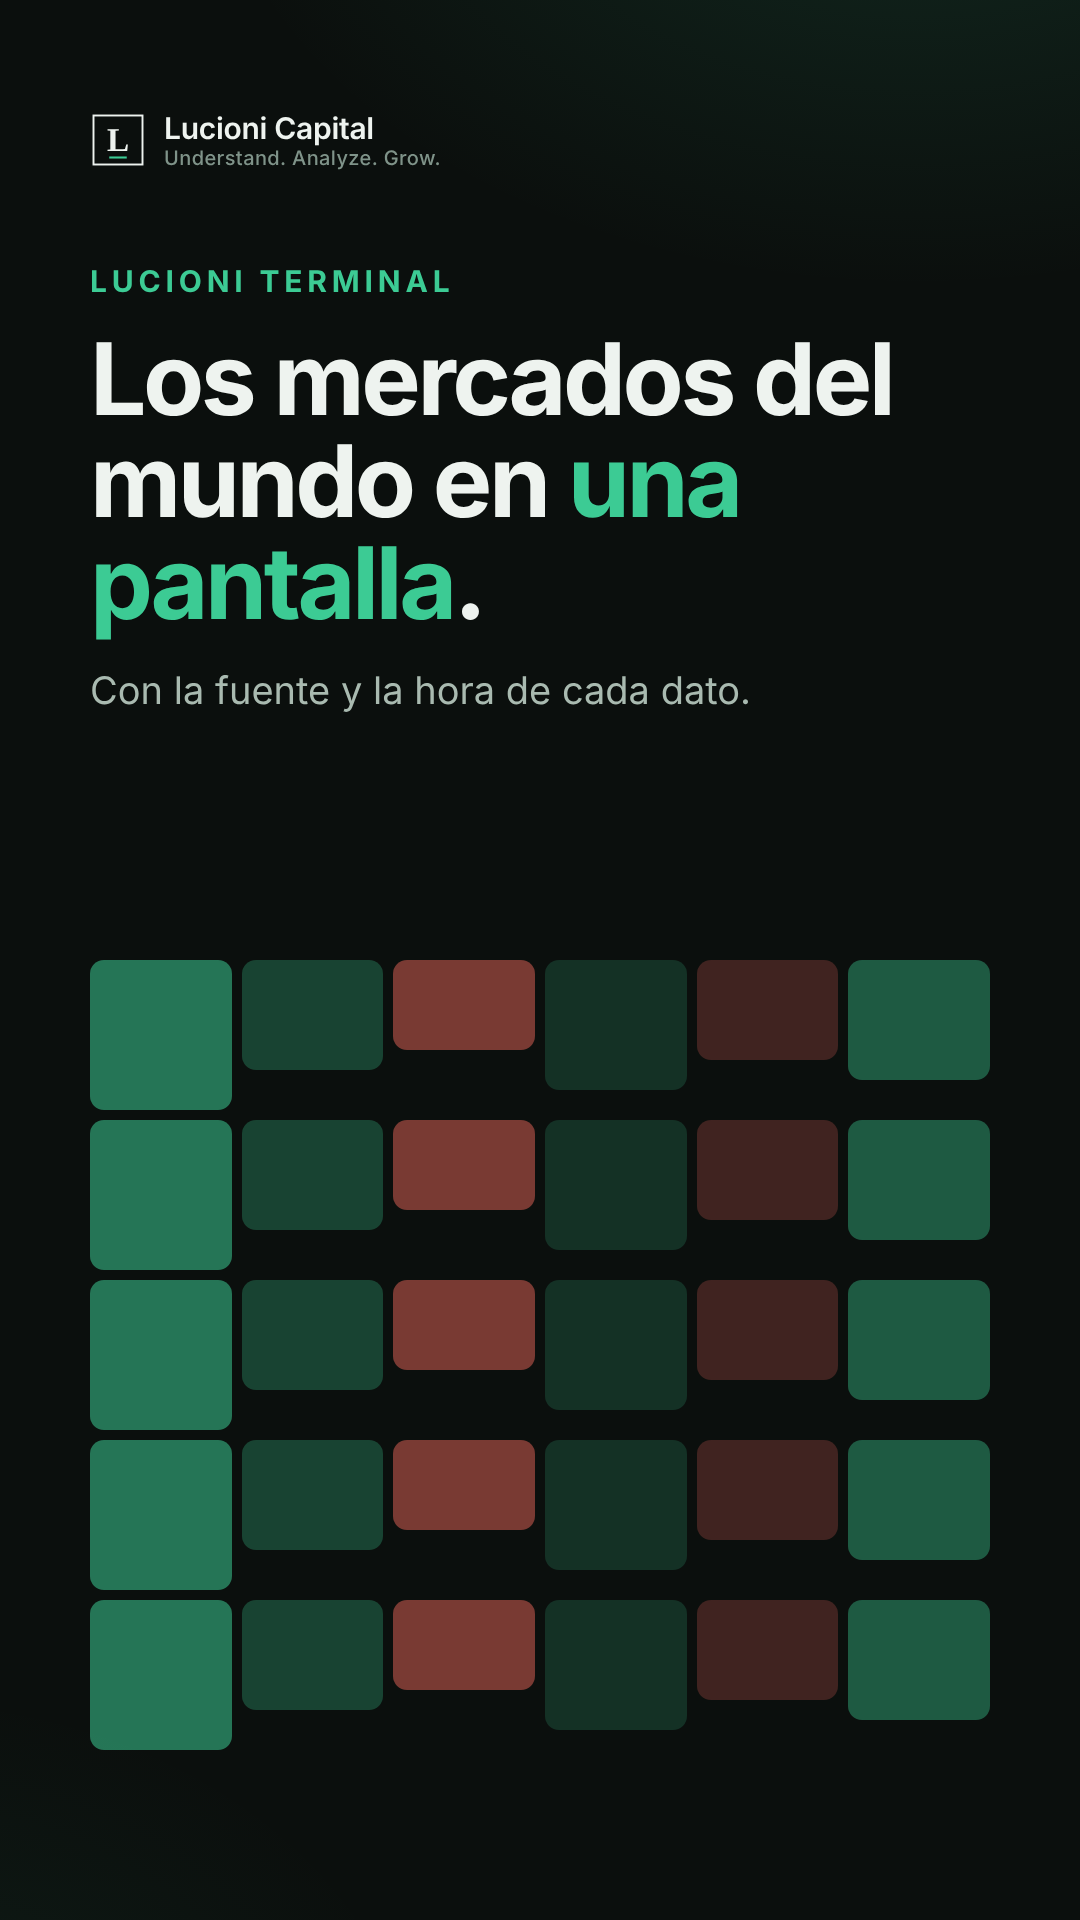 L
Lucioni Capital
Understand. Analyze. Grow.
LUCIONI TERMINAL
Los mercados del
mundo en una
pantalla.
Con la fuente y la hora de cada dato.